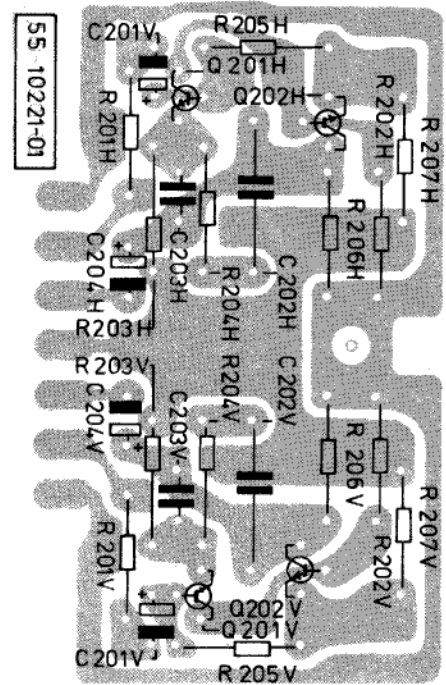 55-10221-01
C201V
R205H
Q201H
Q202H
R201H
R202H
R207H
C204H
C203H
R204H
C202H
R206H
R203H
R203V
C204V
C203V
R204V
C202V
R206V
R201V
R202V
R207V
Q202V
Q201V
C201V
R205V